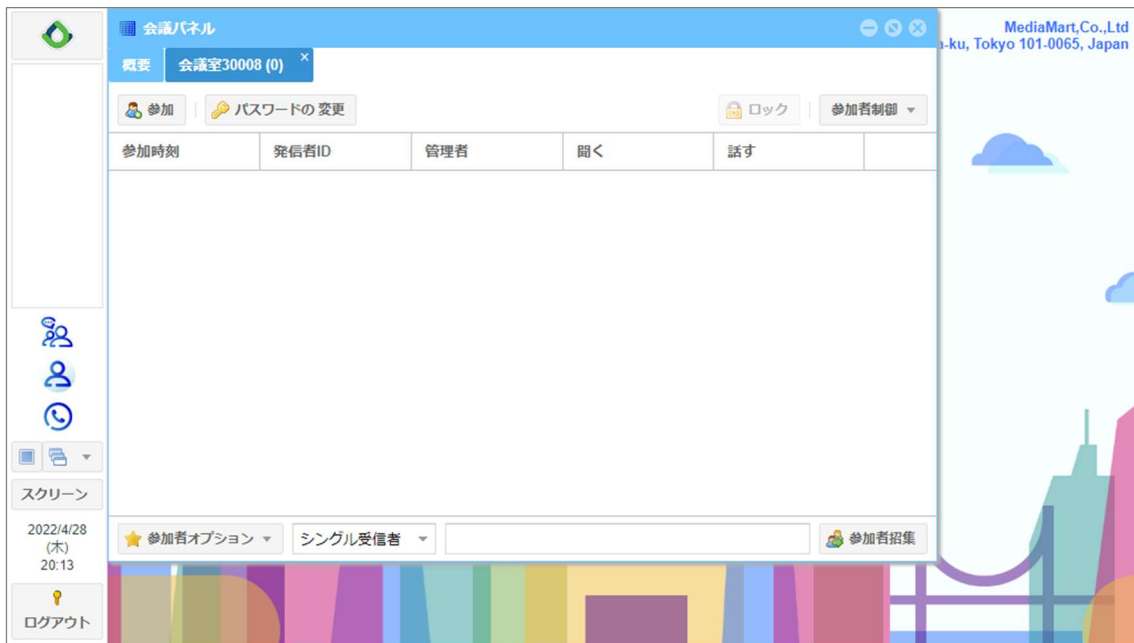 会議パネル
MediaMart,Co.,Ltd
-ku, Tokyo 101-0065, Japan
概要
会議室30008 (0)
参加
パスワードの 変更
ロック
参加者制御
参加時刻
発信者ID
管理者
聞く
話す
スクリーン
2022/4/28
(木)
20:13
ログアウト
参加者オプション
シングル受信者
参加者招集